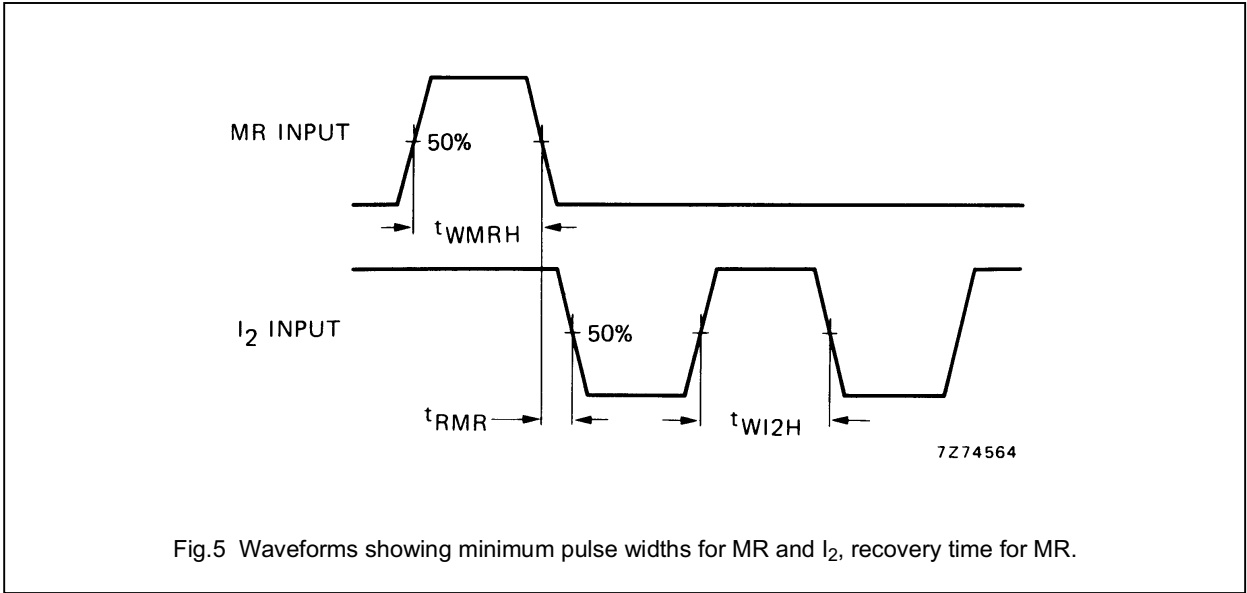 MR INPUT
50%
tWMRH
I2 INPUT
50%
tRMR
tWI2H
7Z74564
Fig.5 Waveforms showing minimum pulse widths for MR and I2, recovery time for MR.